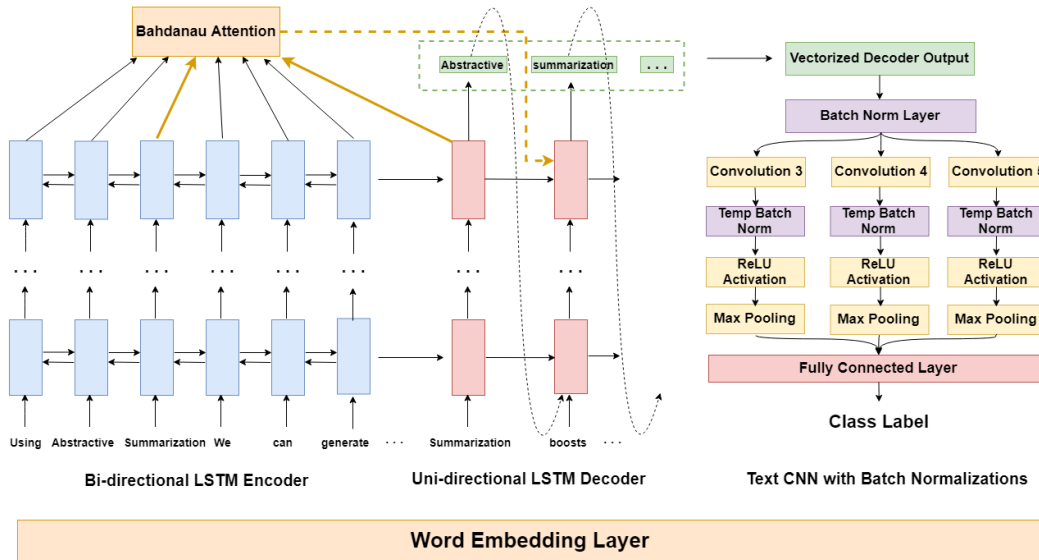 Bahdanau Attention
Abstractive summarization ...
... ...
... ...
Using Abstractive Summarization We can generate ... Summarization boosts ...
Bi-directional LSTM Encoder
Uni-directional LSTM Decoder
Vectorized Decoder Output
Batch Norm Layer
Convolution 3 Convolution 4 Convolution 5
Temp Batch Temp Batch Temp Batch
Norm Norm Norm
ReLU ReLU ReLU
Activation Activation Activation
Max Pooling Max Pooling Max Pooling
Fully Connected Layer
Class Label
Text CNN with Batch Normalizations
Word Embedding Layer